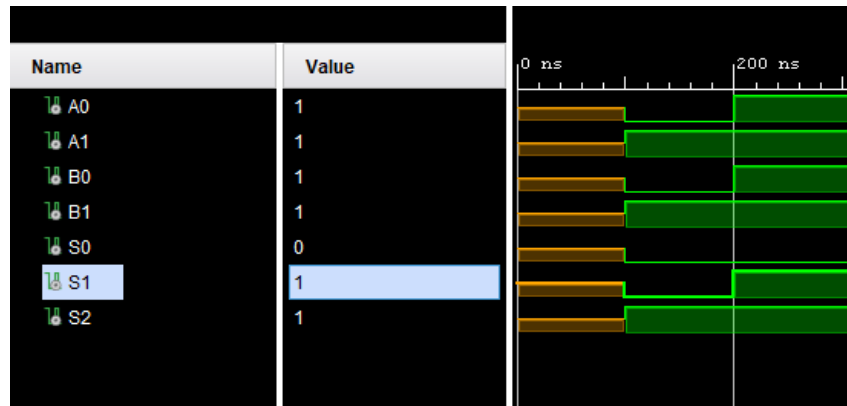 Name Value 0 ns 200 ns
A0 1
A1 1
B0 1
B1 1
S0 0
S1 1
S2 1